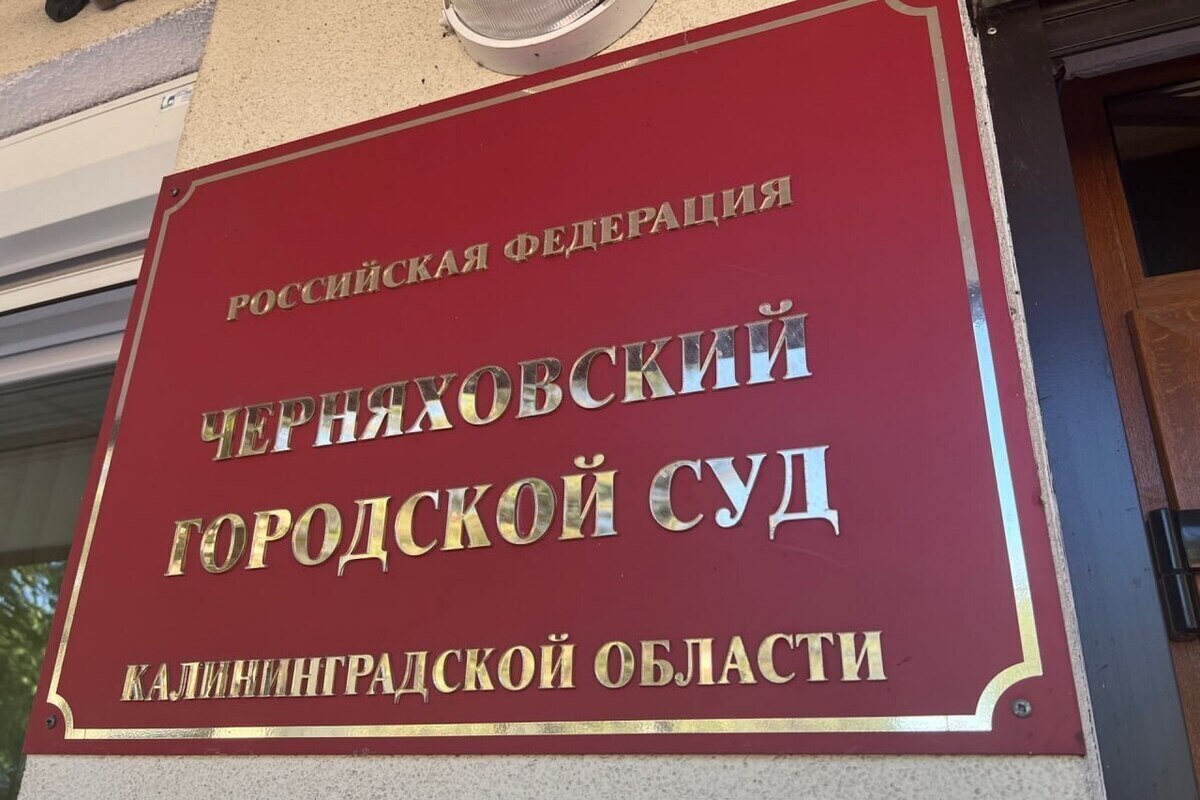 РОССИЙСКАЯ ФЕДЕРАЦИЯ
ЧЕРНЯХОВСКИЙ
ГОРОДСКОЙ СУД
КАЛИНИНГРАДСКОЙ ОБЛАСТИ